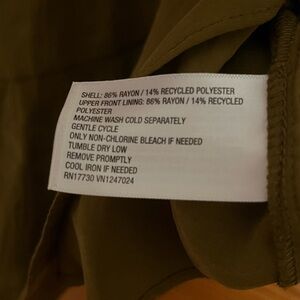 SHELL: 86% RAYON / 14% RECYCLED POLYESTER
UPPER FRONT LINING: 86% RAYON / 14% RECYCLED
POLYESTER
MACHINE WASH COLD SEPARATELY
GENTLE CYCLE
ONLY NON-CHLORINE BLEACH IF NEEDED
TUMBLE DRY LOW
REMOVE PROMPTLY
COOL IRON IF NEEDED
RN17730 VN1247024